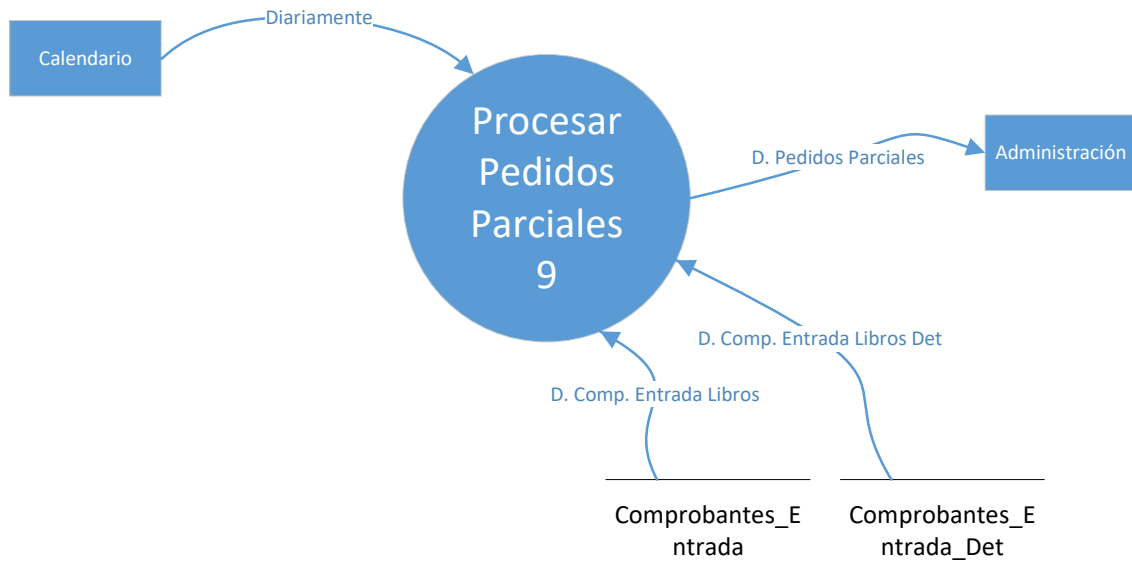 Diariamente
Calendario
Procesar
Pedidos
Parciales
9
D. Pedidos Parciales
Administración
D. Comp. Entrada Libros Det
D. Comp. Entrada Libros
Comprobantes_E
ntrada
Comprobantes_E
ntrada_Det